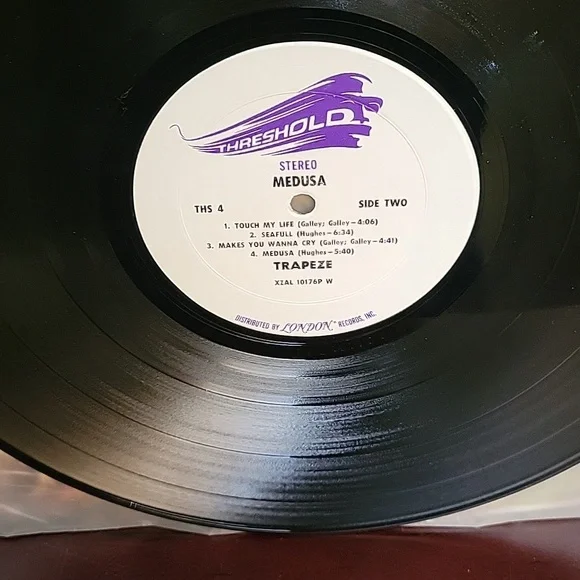 THRESHOLD
STEREO
MEDUSA
THS 4 SIDE TWO
1. TOUCH MY LIFE (Galley; Galley—4:06)
2. SEAFULL (Hughes—6:34)
3. MAKES YOU WANNA CRY (Galley; Galley—4:41)
4. MEDUSA (Hughes—5:40)
TRAPEZE
XZAL 10176P W
DISTRIBUTED BY LONDON ® RECORDS, INC.